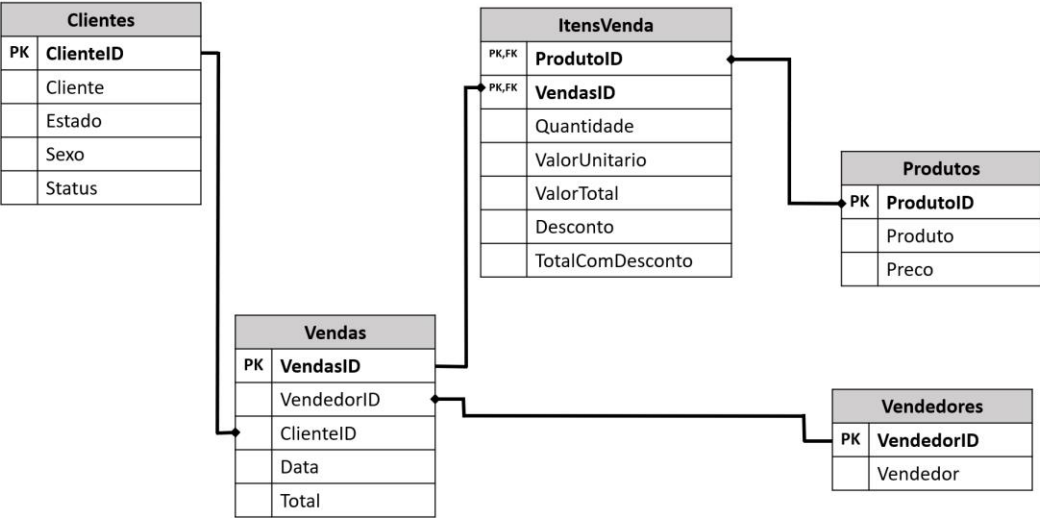 Clientes
PK ClienteID
Cliente
Estado
Sexo
Status
ItensVenda
PK,FK ProdutoID
PK,FK VendasID
Quantidade
ValorUnitario
ValorTotal
Desconto
TotalComDesconto
Produtos
PK ProdutoID
Produto
Preco
Vendas
PK VendasID
VendedorID
ClienteID
Data
Total
Vendedores
PK VendedorID
Vendedor